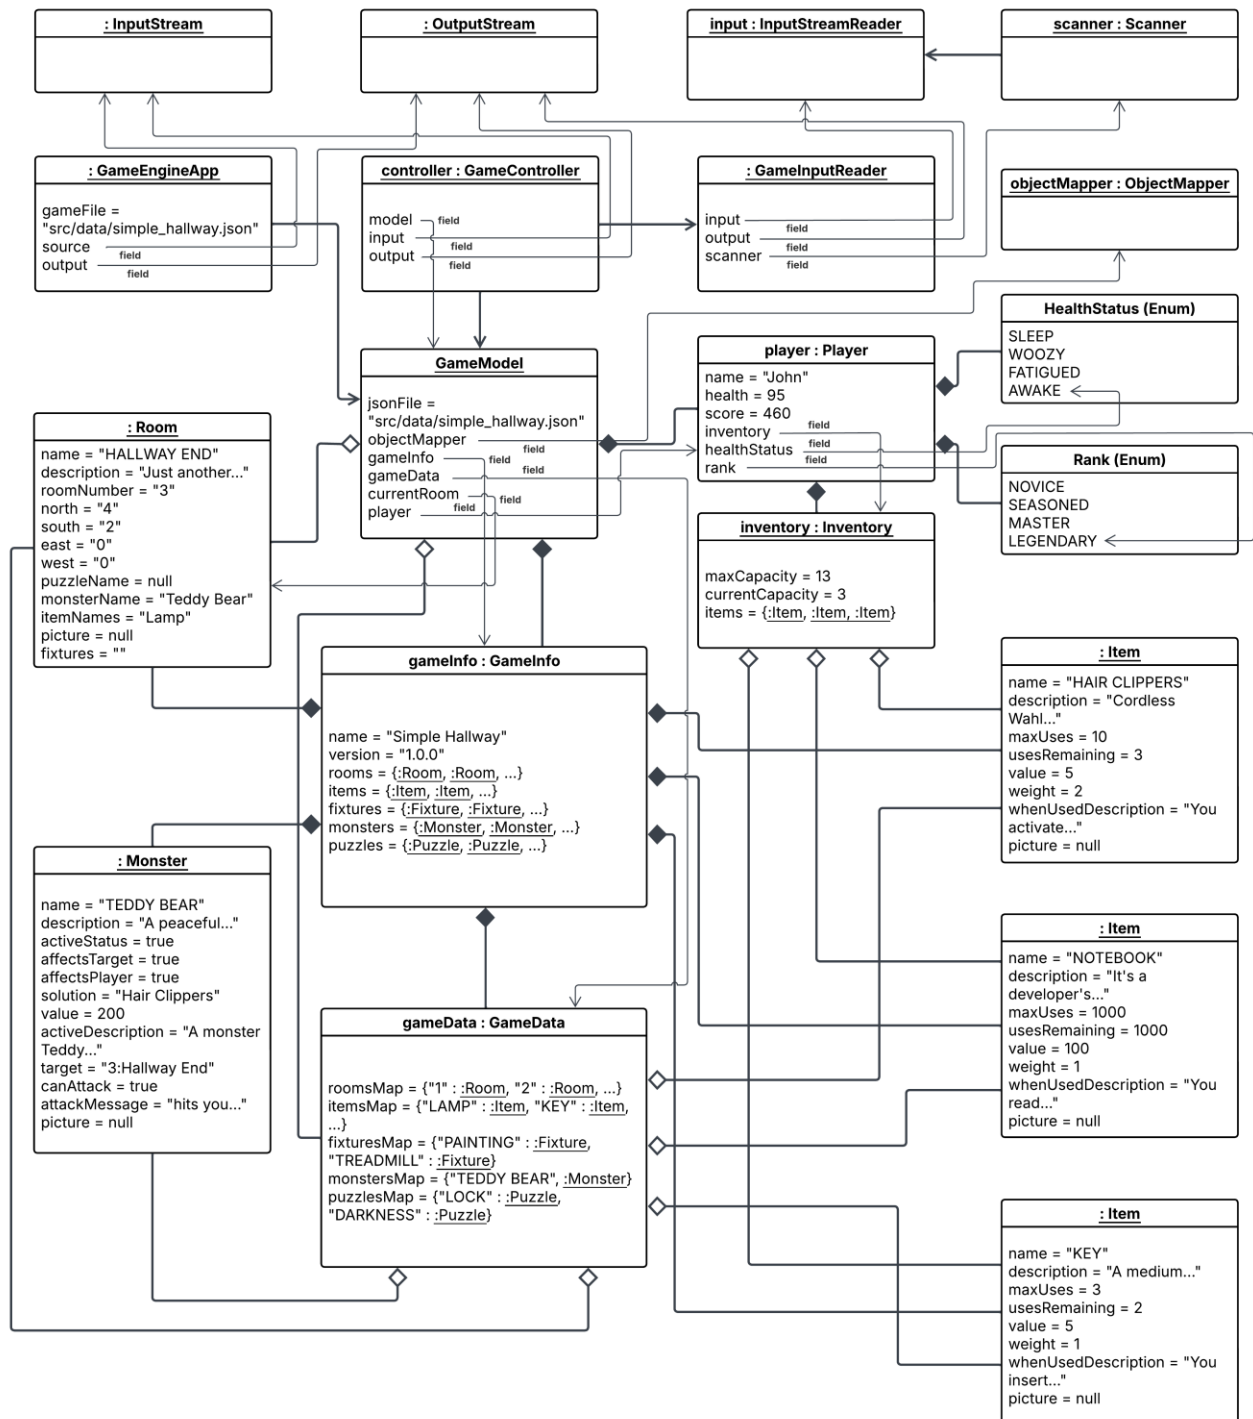 : InputStream
: OutputStream
input : InputStreamReader
scanner : Scanner
: GameEngineApp
gameFile =
"src/data/simple_hallway.json"
source
field
output
field
controller : GameController
model
field
input
field
output
field
: GameInputReader
input
field
output
field
scanner
field
objectMapper : ObjectMapper
HealthStatus (Enum)
SLEEP
WOOZY
FATIGUED
AWAKE
GameModel
jsonFile =
"src/data/simple_hallway.json"
objectMapper
field
gameInfo
field
gameData
field
currentRoom
field
player
field
player : Player
name = "John"
health = 95
score = 460
field
inventory
field
healthStatus
field
rank
Rank (Enum)
NOVICE
SEASONED
MASTER
LEGENDARY
: Room
name = "HALLWAY END"
description = "Just another..."
roomNumber = "3"
north = "4"
south = "2"
east = "0"
west = "0"
puzzleName = null
monsterName = "Teddy Bear"
itemNames = "Lamp"
picture = null
fixtures = ""
inventory : Inventory
maxCapacity = 13
currentCapacity = 3
items = {:Item, :Item, :Item}
gameInfo : GameInfo
name = "Simple Hallway"
version = "1.0.0"
rooms = {:Room, :Room, ...}
items = {:Item, :Item, ...}
fixtures = {:Fixture, :Fixture, ...}
monsters = {:Monster, :Monster, ...}
puzzles = {:Puzzle, :Puzzle, ...}
: Item
name = "HAIR CLIPPERS"
description = "Cordless
Wahl..."
maxUses = 10
usesRemaining = 3
value = 5
weight = 2
whenUsedDescription = "You
activate..."
picture = null
: Monster
name = "TEDDY BEAR"
description = "A peaceful..."
activeStatus = true
affectsTarget = true
affectsPlayer = true
solution = "Hair Clippers"
value = 200
activeDescription = "A monster
Teddy..."
target = "3:Hallway End"
canAttack = true
attackMessage = "hits you..."
picture = null
gameData : GameData
roomsMap = {"1" : :Room, "2" : :Room, ...}
itemsMap = {"LAMP" : :Item, "KEY" : :Item,
...}
fixturesMap = {"PAINTING" : :Fixture,
"TREADMILL" : :Fixture}
monstersMap = {"TEDDY BEAR", :Monster}
puzzlesMap = {"LOCK" : :Puzzle,
"DARKNESS" : :Puzzle}
: Item
name = "NOTEBOOK"
description = "It's a
developer's..."
maxUses = 1000
usesRemaining = 1000
value = 100
weight = 1
whenUsedDescription = "You
read..."
picture = null
: Item
name = "KEY"
description = "A medium..."
maxUses = 3
usesRemaining = 2
value = 5
weight = 1
whenUsedDescription = "You
insert..."
picture = null